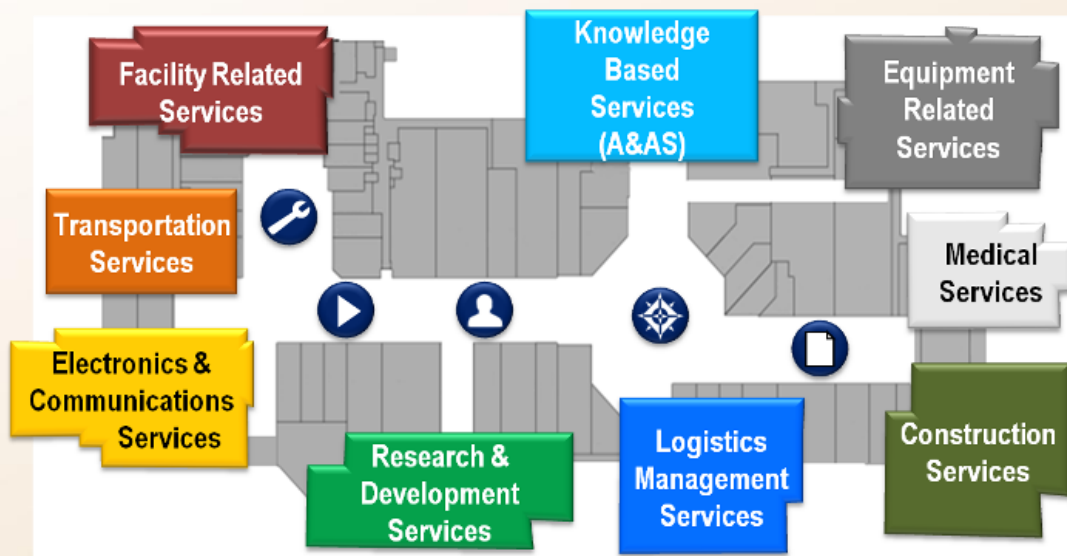 Facility Related
Services
Knowledge
Based
Services
(A&AS)
Equipment
Related
Services
Transportation
Services
Medical
Services
Electronics &
Communications
Services
Research &
Development
Services
Logistics
Management
Services
Construction
Services